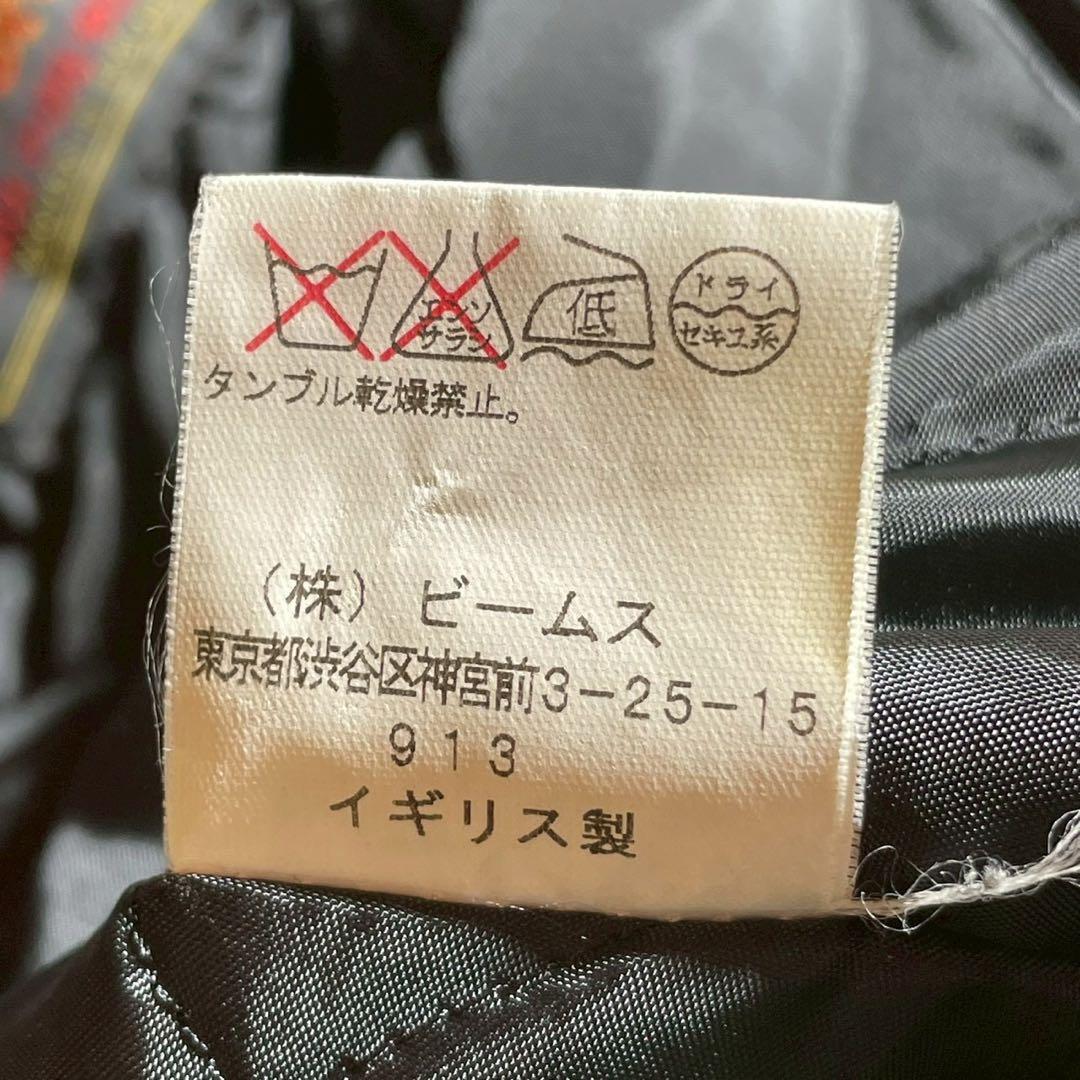 エンソ
サラシ
低
ドライ
セキユ系
タンブル乾燥禁止。
(株) ビームス
東京都渋谷区神宮前3-25-15
913
イギリス製